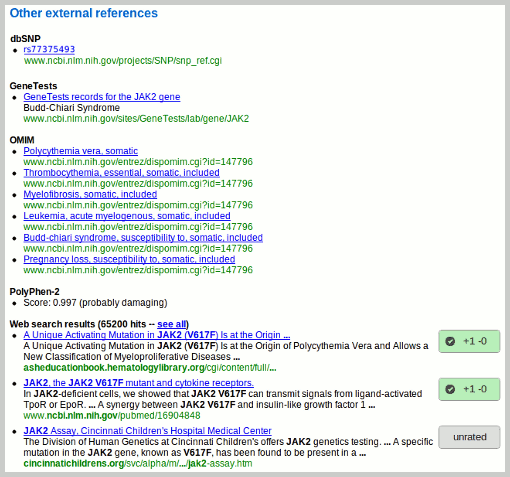 Other external references
dbSNP
• rs77375493
www.ncbi.nlm.nih.gov/projects/SNP/snp_ref.cgi
GeneTests
• GeneTests records for the JAK2 gene
Budd-Chiari Syndrome
www.ncbi.nlm.nih.gov/sites/GeneTests/lab/gene/JAK2
OMIM
• Polycythemia vera, somatic
www.ncbi.nlm.nih.gov/entrez/dispomim.cgi?id=147796
• Thrombocythemia, essential, somatic, included
www.ncbi.nlm.nih.gov/entrez/dispomim.cgi?id=147796
• Myelofibrosis, somatic, included
www.ncbi.nlm.nih.gov/entrez/dispomim.cgi?id=147796
• Leukemia, acute myelogenous, somatic, included
www.ncbi.nlm.nih.gov/entrez/dispomim.cgi?id=147796
• Budd-chiari syndrome, susceptibility to, somatic, included
www.ncbi.nlm.nih.gov/entrez/dispomim.cgi?id=147796
• Pregnancy loss, susceptibility to, somatic, included
www.ncbi.nlm.nih.gov/entrez/dispomim.cgi?id=147796
PolyPhen-2
• Score: 0.997 (probably damaging)
Web search results (65200 hits -- see all)
• A Unique Activating Mutation in JAK2 (V617F) Is at the Origin ...
+1 -0
A Unique Activating Mutation in JAK2 (V617F) Is at the Origin of Polycythemia Vera and Allows a
New Classification of Myeloproliferative Diseases ...
asheducationbook.hematologylibrary.org/cgi/content/full/...
• JAK2, the JAK2 V617F mutant and cytokine receptors.
+1 -0
In JAK2-deficient cells, we showed that JAK2 V617F can transmit signals from ligand-activated
TpoR or EpoR. ... A synergy between JAK2 V617F and insulin-like growth factor 1 ...
www.ncbi.nlm.nih.gov/pubmed/16904848
• JAK2 Assay, Cincinnati Children's Hospital Medical Center
unrated
The Division of Human Genetics at Cincinnati Children's offers JAK2 genetics testing. ... A specific
mutation in the JAK2 gene, known as V617F, has been found to be present in a ...
cincinnatichildrens.org/svc/alpha/m/.../jak2-assay.htm